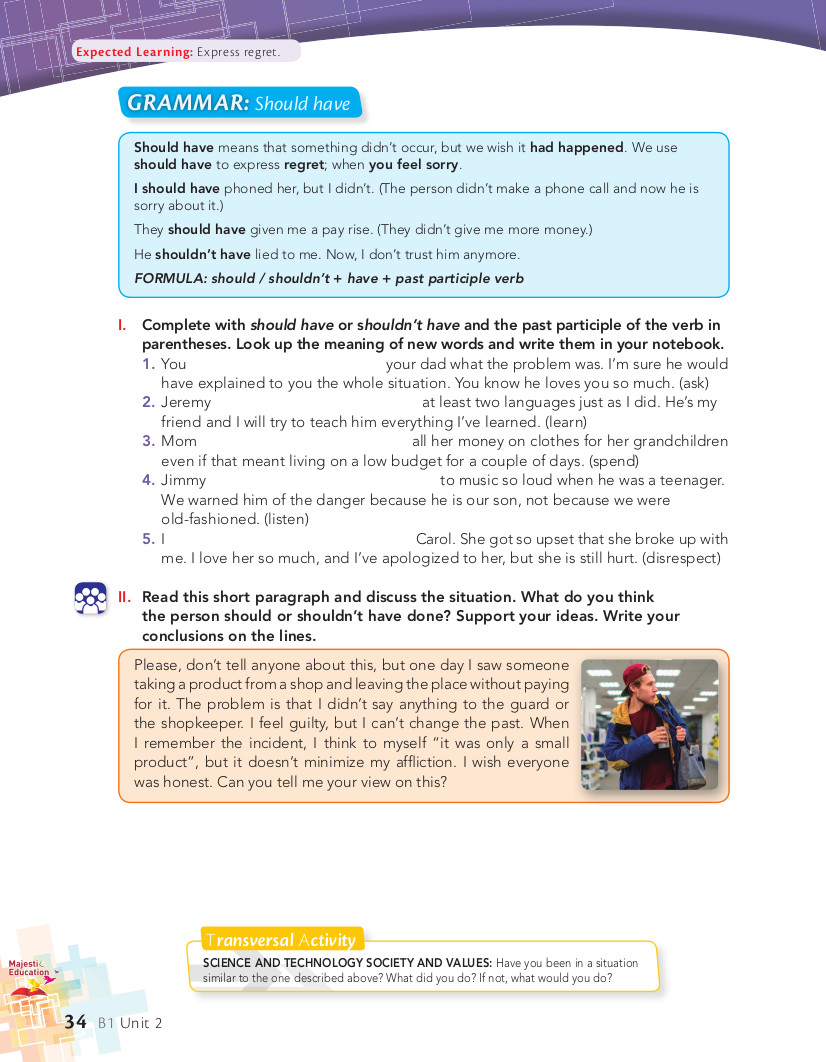 Expected Learning: Express regret.
GRAMMAR: Should have
Should have means that something didn't occur, but we wish it had happened. We use
should have to express regret; when you feel sorry.
I should have phoned her, but I didn't. (The person didn't make a phone call and now he is
sorry about it.)
They should have given me a pay rise. (They didn't give me more money.)
He shouldn't have lied to me. Now, I don't trust him anymore.
FORMULA: should / shouldn't + have + past participle verb
I. Complete with should have or shouldn't have and the past participle of the verb in
parentheses. Look up the meaning of new words and write them in your notebook.
1. You your dad what the problem was. I'm sure he would
have explained to you the whole situation. You know he loves you so much. (ask)
2. Jeremy at least two languages just as I did. He's my
friend and I will try to teach him everything I've learned. (learn)
3. Mom all her money on clothes for her grandchildren
even if that meant living on a low budget for a couple of days. (spend)
4. Jimmy to music so loud when he was a teenager.
We warned him of the danger because he is our son, not because we were
old-fashioned. (listen)
5. I Carol. She got so upset that she broke up with
me. I love her so much, and I've apologized to her, but she is still hurt. (disrespect)
II. Read this short paragraph and discuss the situation. What do you think
the person should or shouldn't have done? Support your ideas. Write your
conclusions on the lines.
Please, don't tell anyone about this, but one day I saw someone
taking a product from a shop and leaving the place without paying
for it. The problem is that I didn't say anything to the guard or
the shopkeeper. I feel guilty, but I can't change the past. When
I remember the incident, I think to myself "it was only a small
product", but it doesn't minimize my affliction. I wish everyone
was honest. Can you tell me your view on this?
Transversal Activity
SCIENCE AND TECHNOLOGY SOCIETY AND VALUES: Have you been in a situation
similar to the one described above? What did you do? If not, what would you do?
Majestic
Education
34 B1 Unit 2